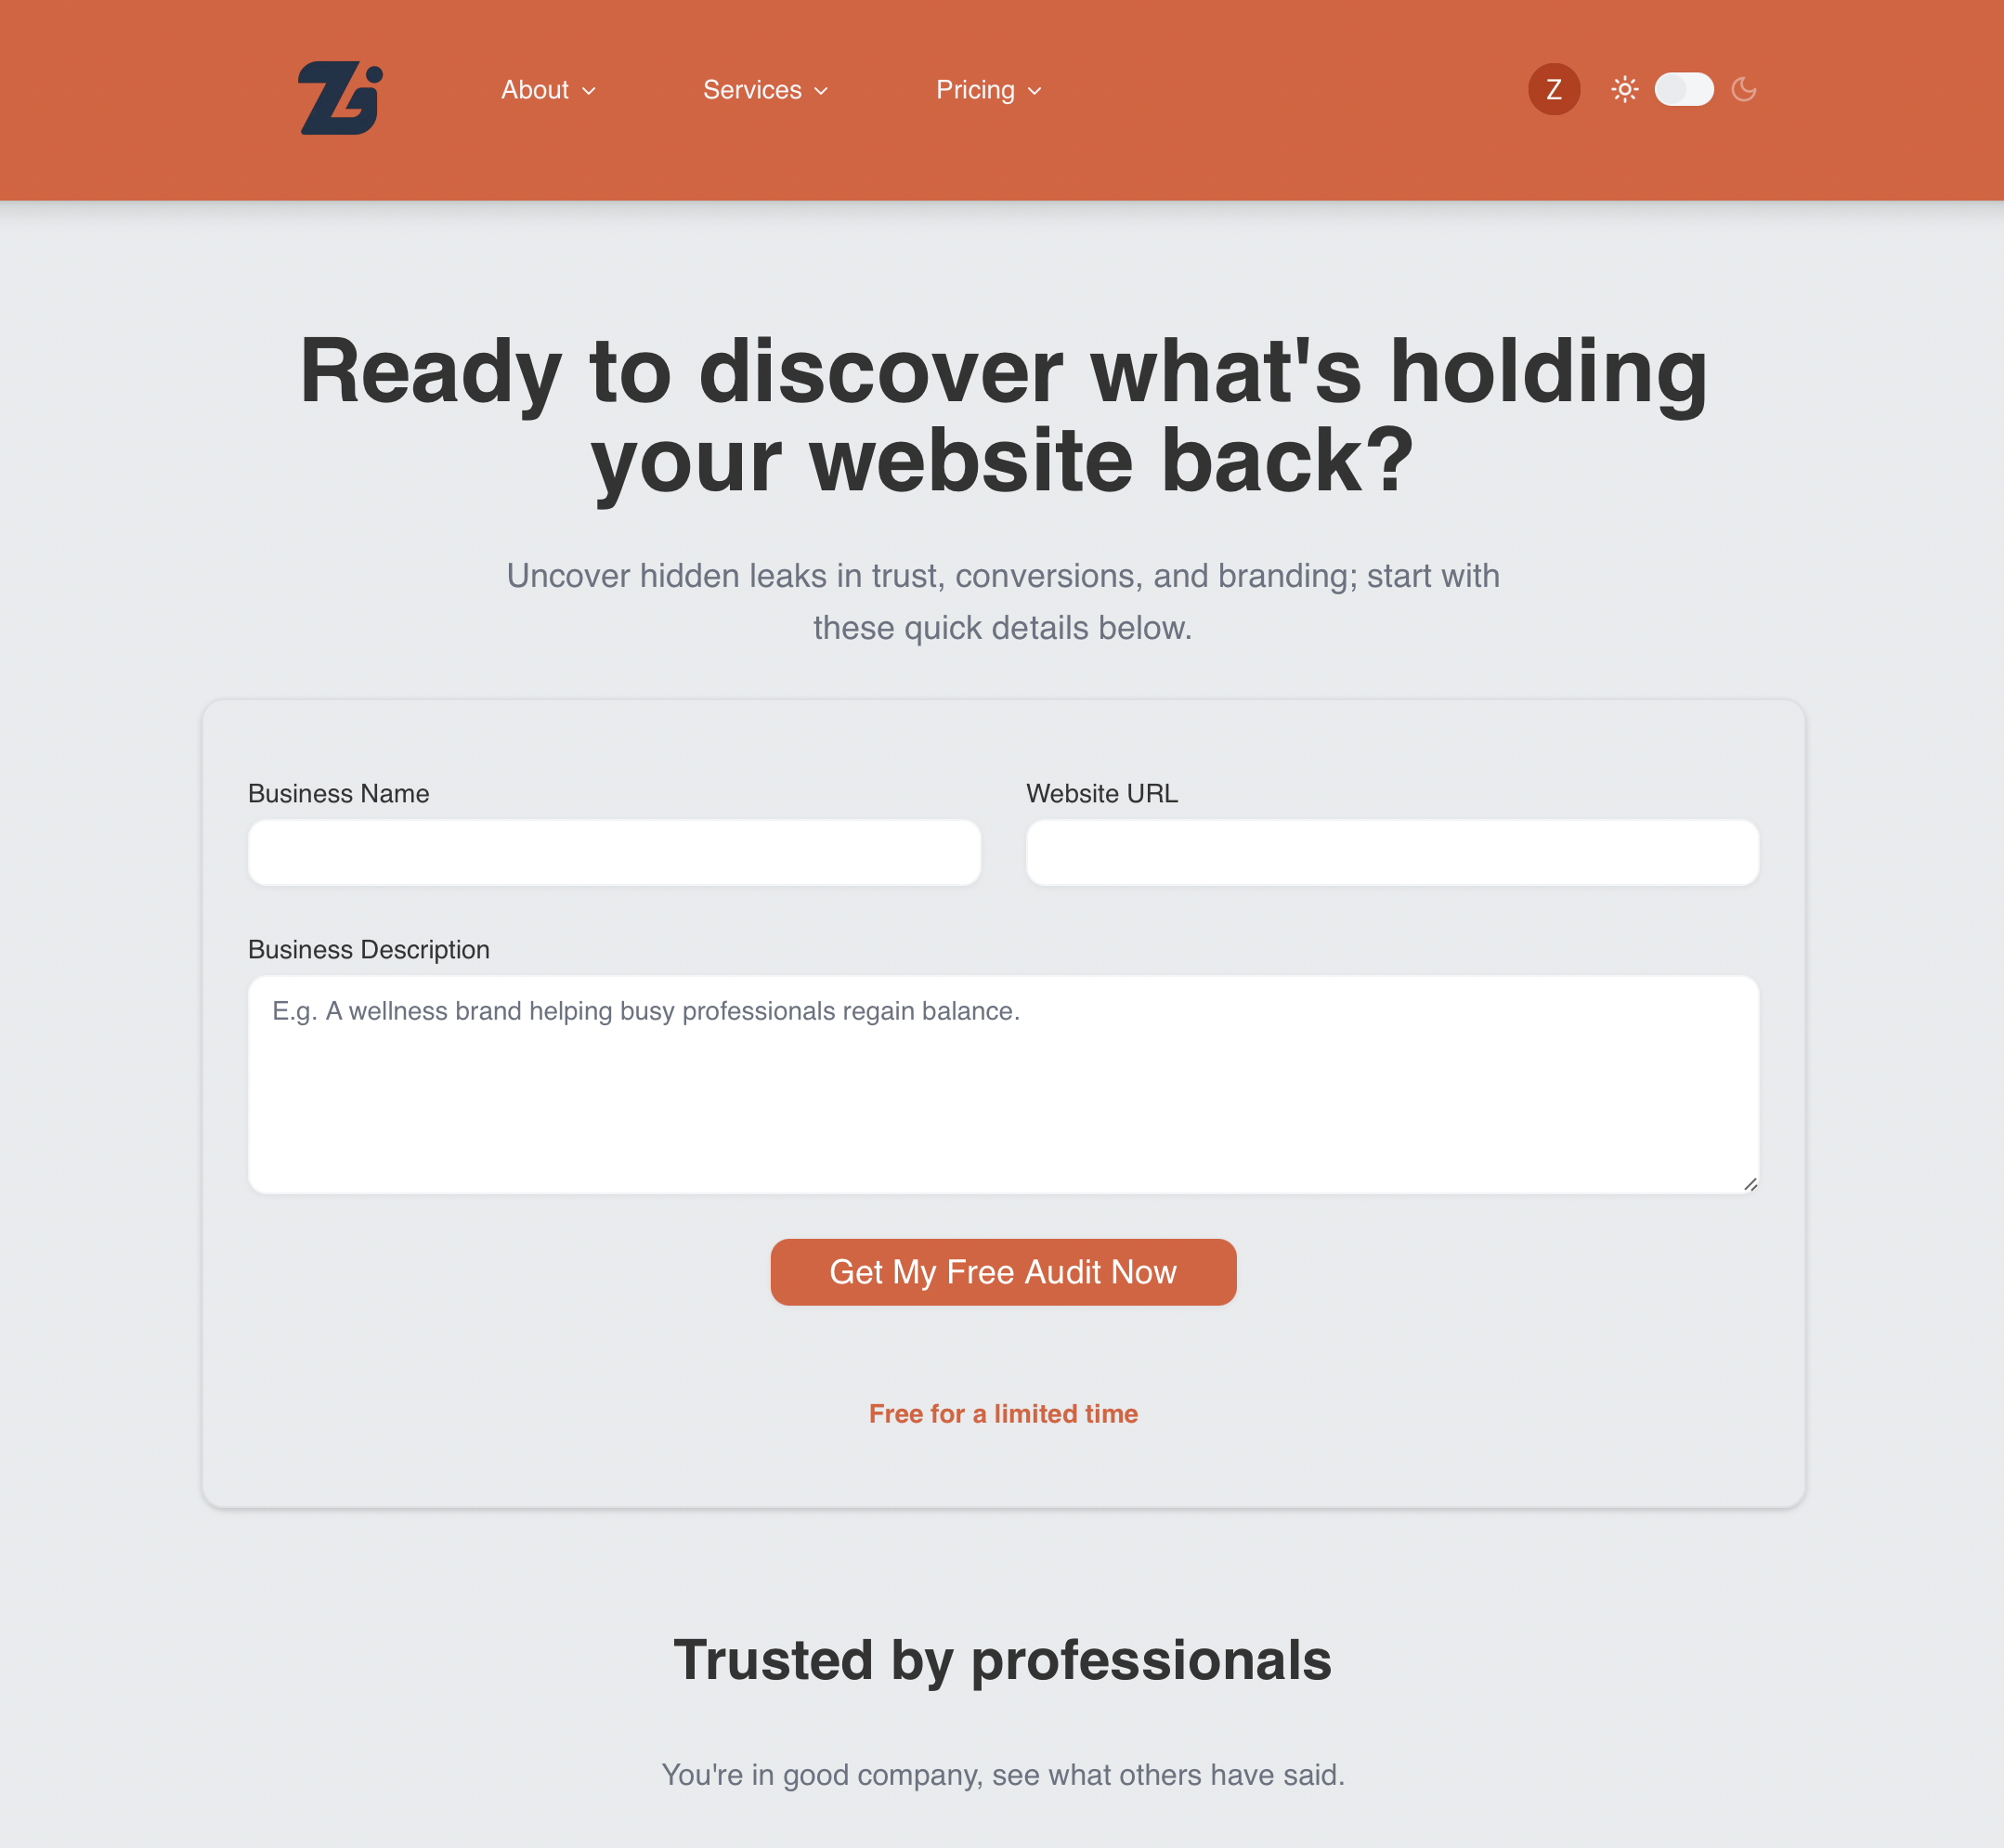 Zi
About
Services
Pricing
Z
Ready to discover what's holding
your website back?
Uncover hidden leaks in trust, conversions, and branding; start with
these quick details below.
Business Name
Website URL
Business Description
E.g. A wellness brand helping busy professionals regain balance.
Get My Free Audit Now
Free for a limited time
Trusted by professionals
You're in good company, see what others have said.